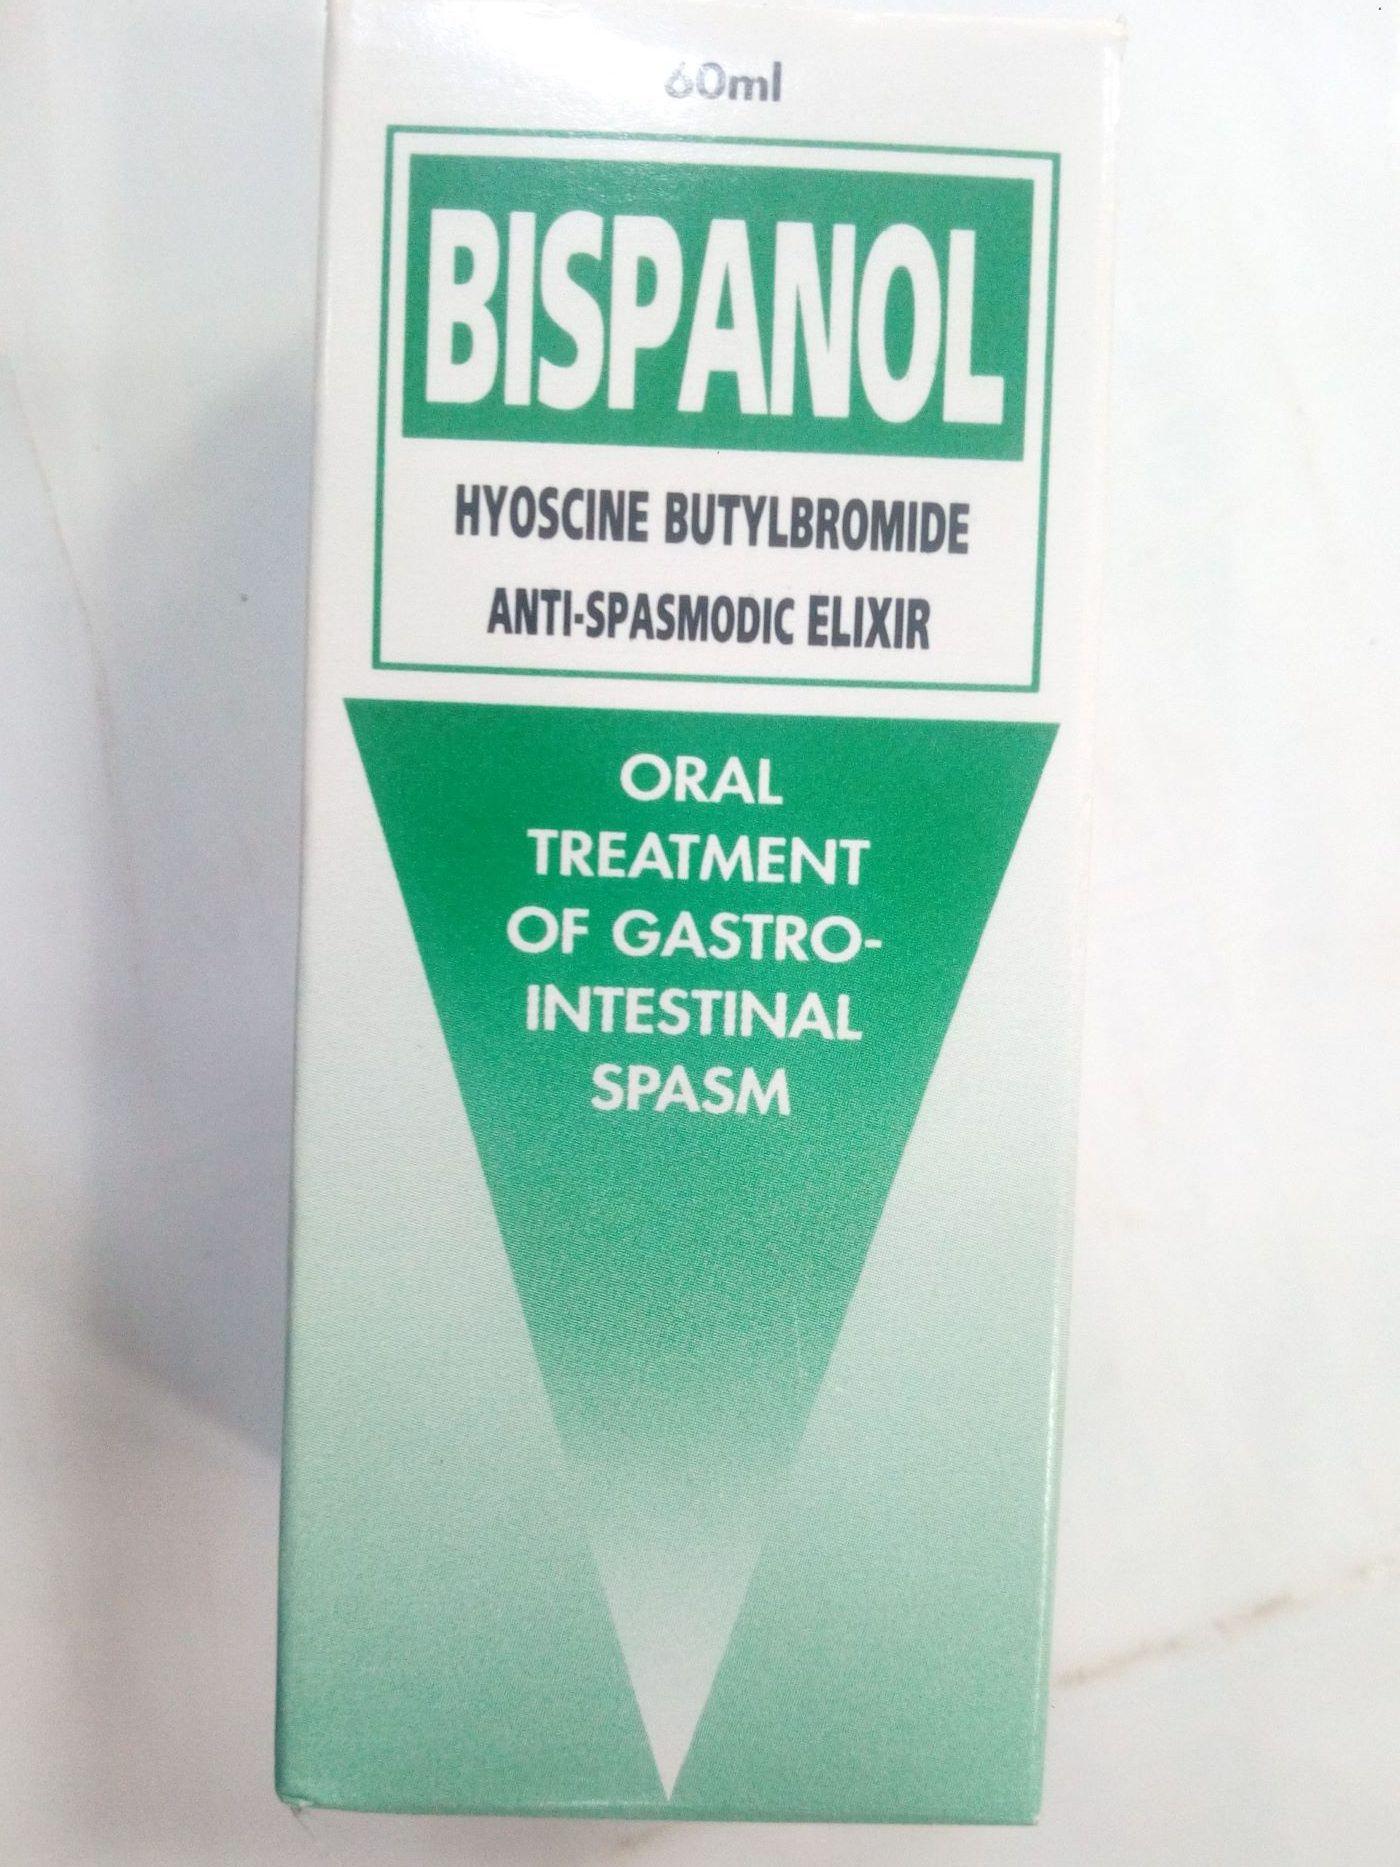 60ml
BISPANOL
HYOSCINE BUTYLBROMIDE
ANTI-SPASMODIC ELIXIR
ORAL
TREATMENT
OF GASTRO-
INTESTINAL
SPASM